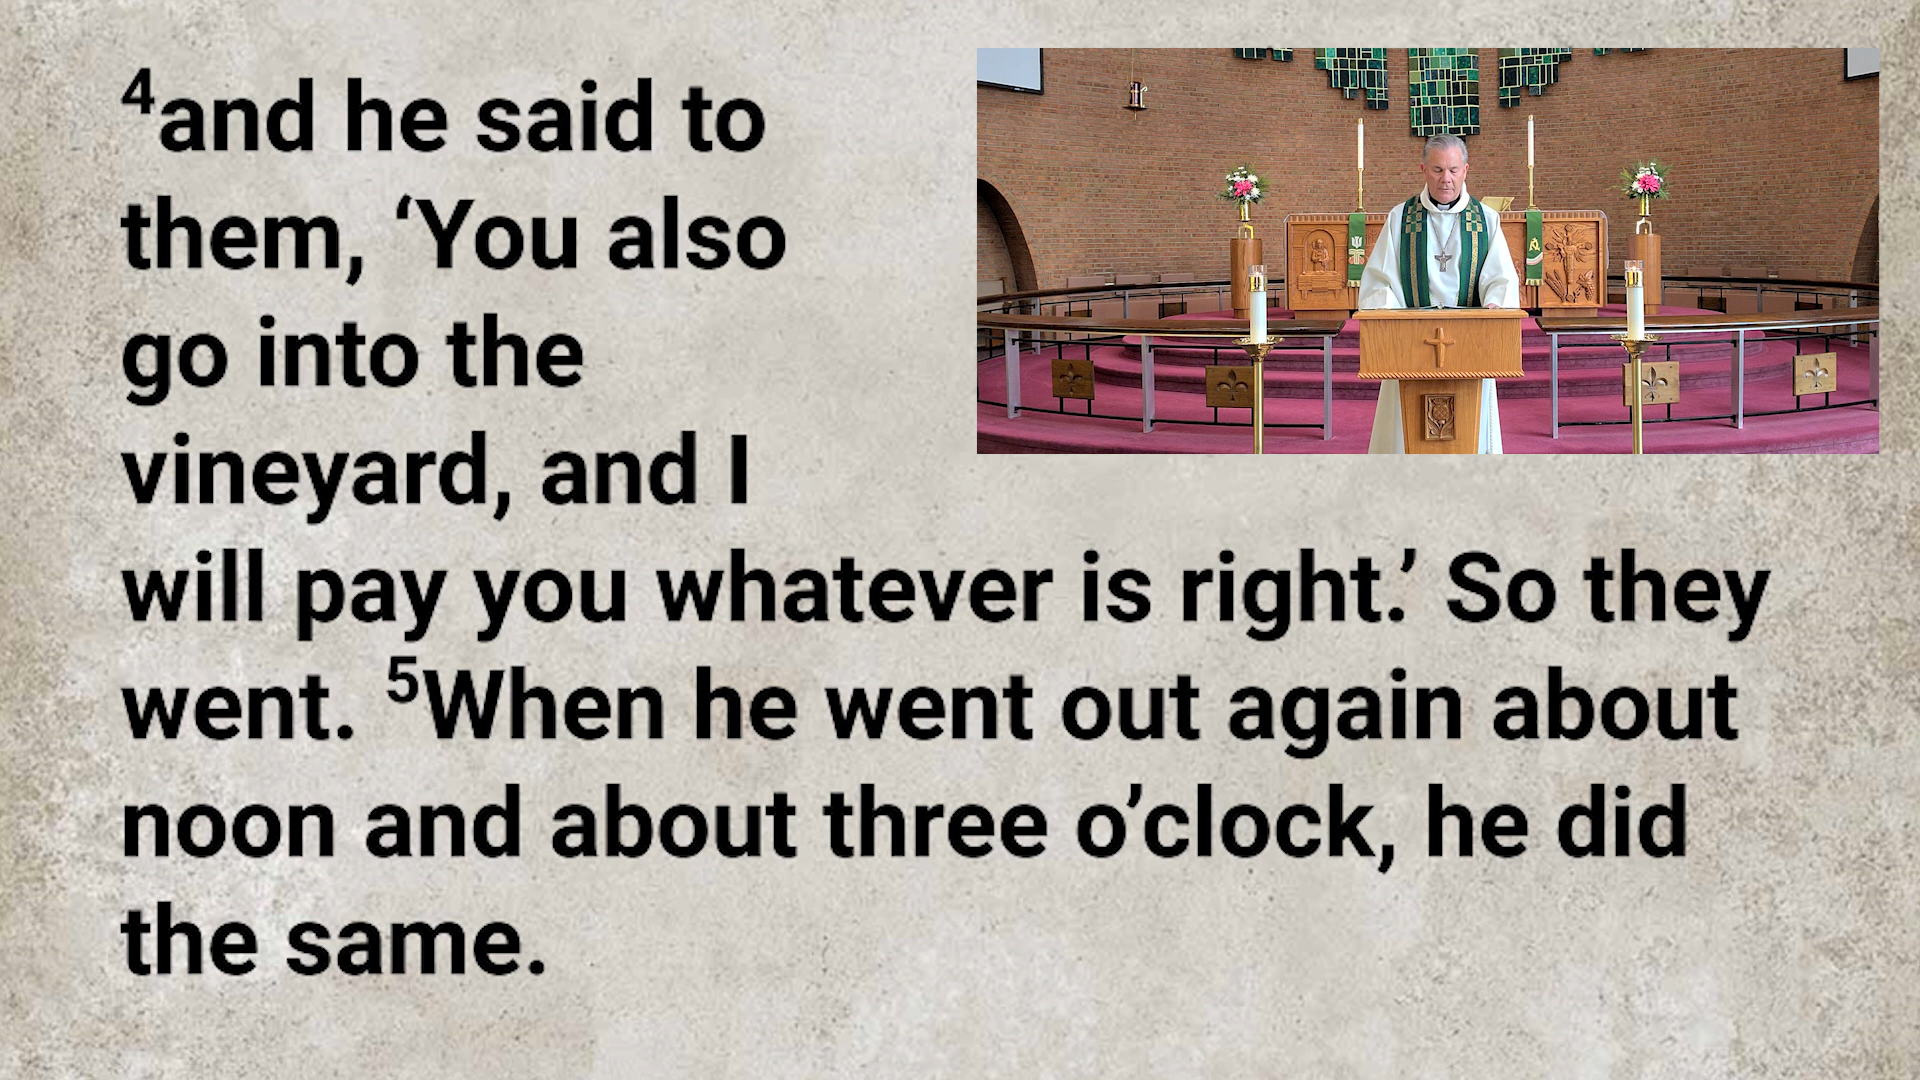 ⁴and he said to
them, ‘You also
go into the
vineyard, and I
will pay you whatever is right.’ So they
went. ⁵When he went out again about
noon and about three o’clock, he did
the same.